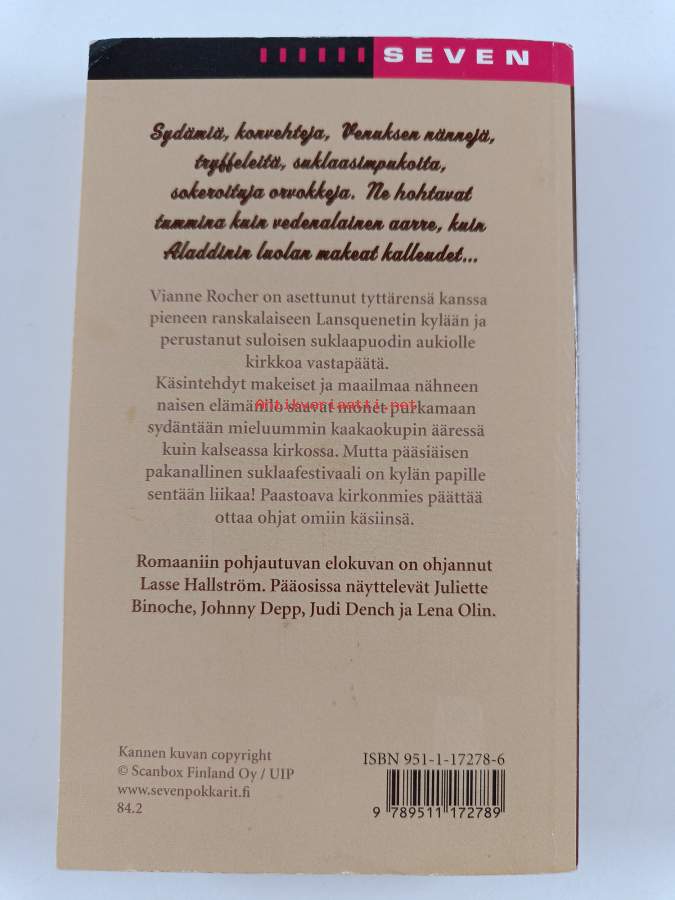 SEVEN
Sydämiä, konvehteja, Venuksen nännejä,
tryffeleitä, suklaasimpukoita,
sokeroituja orvokkeja. Ne hohtavat
tummina kuin vedenalainen aarre, kuin
Aladdinin luolan makeat kalleudet...
Vianne Rocher on asettunut tyttärensä kanssa
pieneen ranskalaiseen Lansquenetin kylään ja
perustanut suloisen suklaapuodin aukiolle
kirkkoa vastapäätä.
Käsintehdyt makeiset ja maailmaa nähneen
naisen elämänilo saavat monet purkamaan
Antikvariaatti.net
sydäntään mieluummin kaakaokupin ääressä
kuin kalseassa kirkossa. Mutta pääsiäisen
pakanallinen suklaafestivaali on kylän papille
sentään liikaa! Paastoava kirkonmies päättää
ottaa ohjat omiin käsiinsä.
Romaaniin pohjautuvan elokuvan on ohjannut
Lasse Hallström. Pääosissa näyttelevät Juliette
Binoche, Johnny Depp, Judi Dench ja Lena Olin.
Kannen kuvan copyright
© Scanbox Finland Oy / UIP
www.sevenpokkarit.fi
84.2
ISBN 951-1-17278-6
9 789511 172789